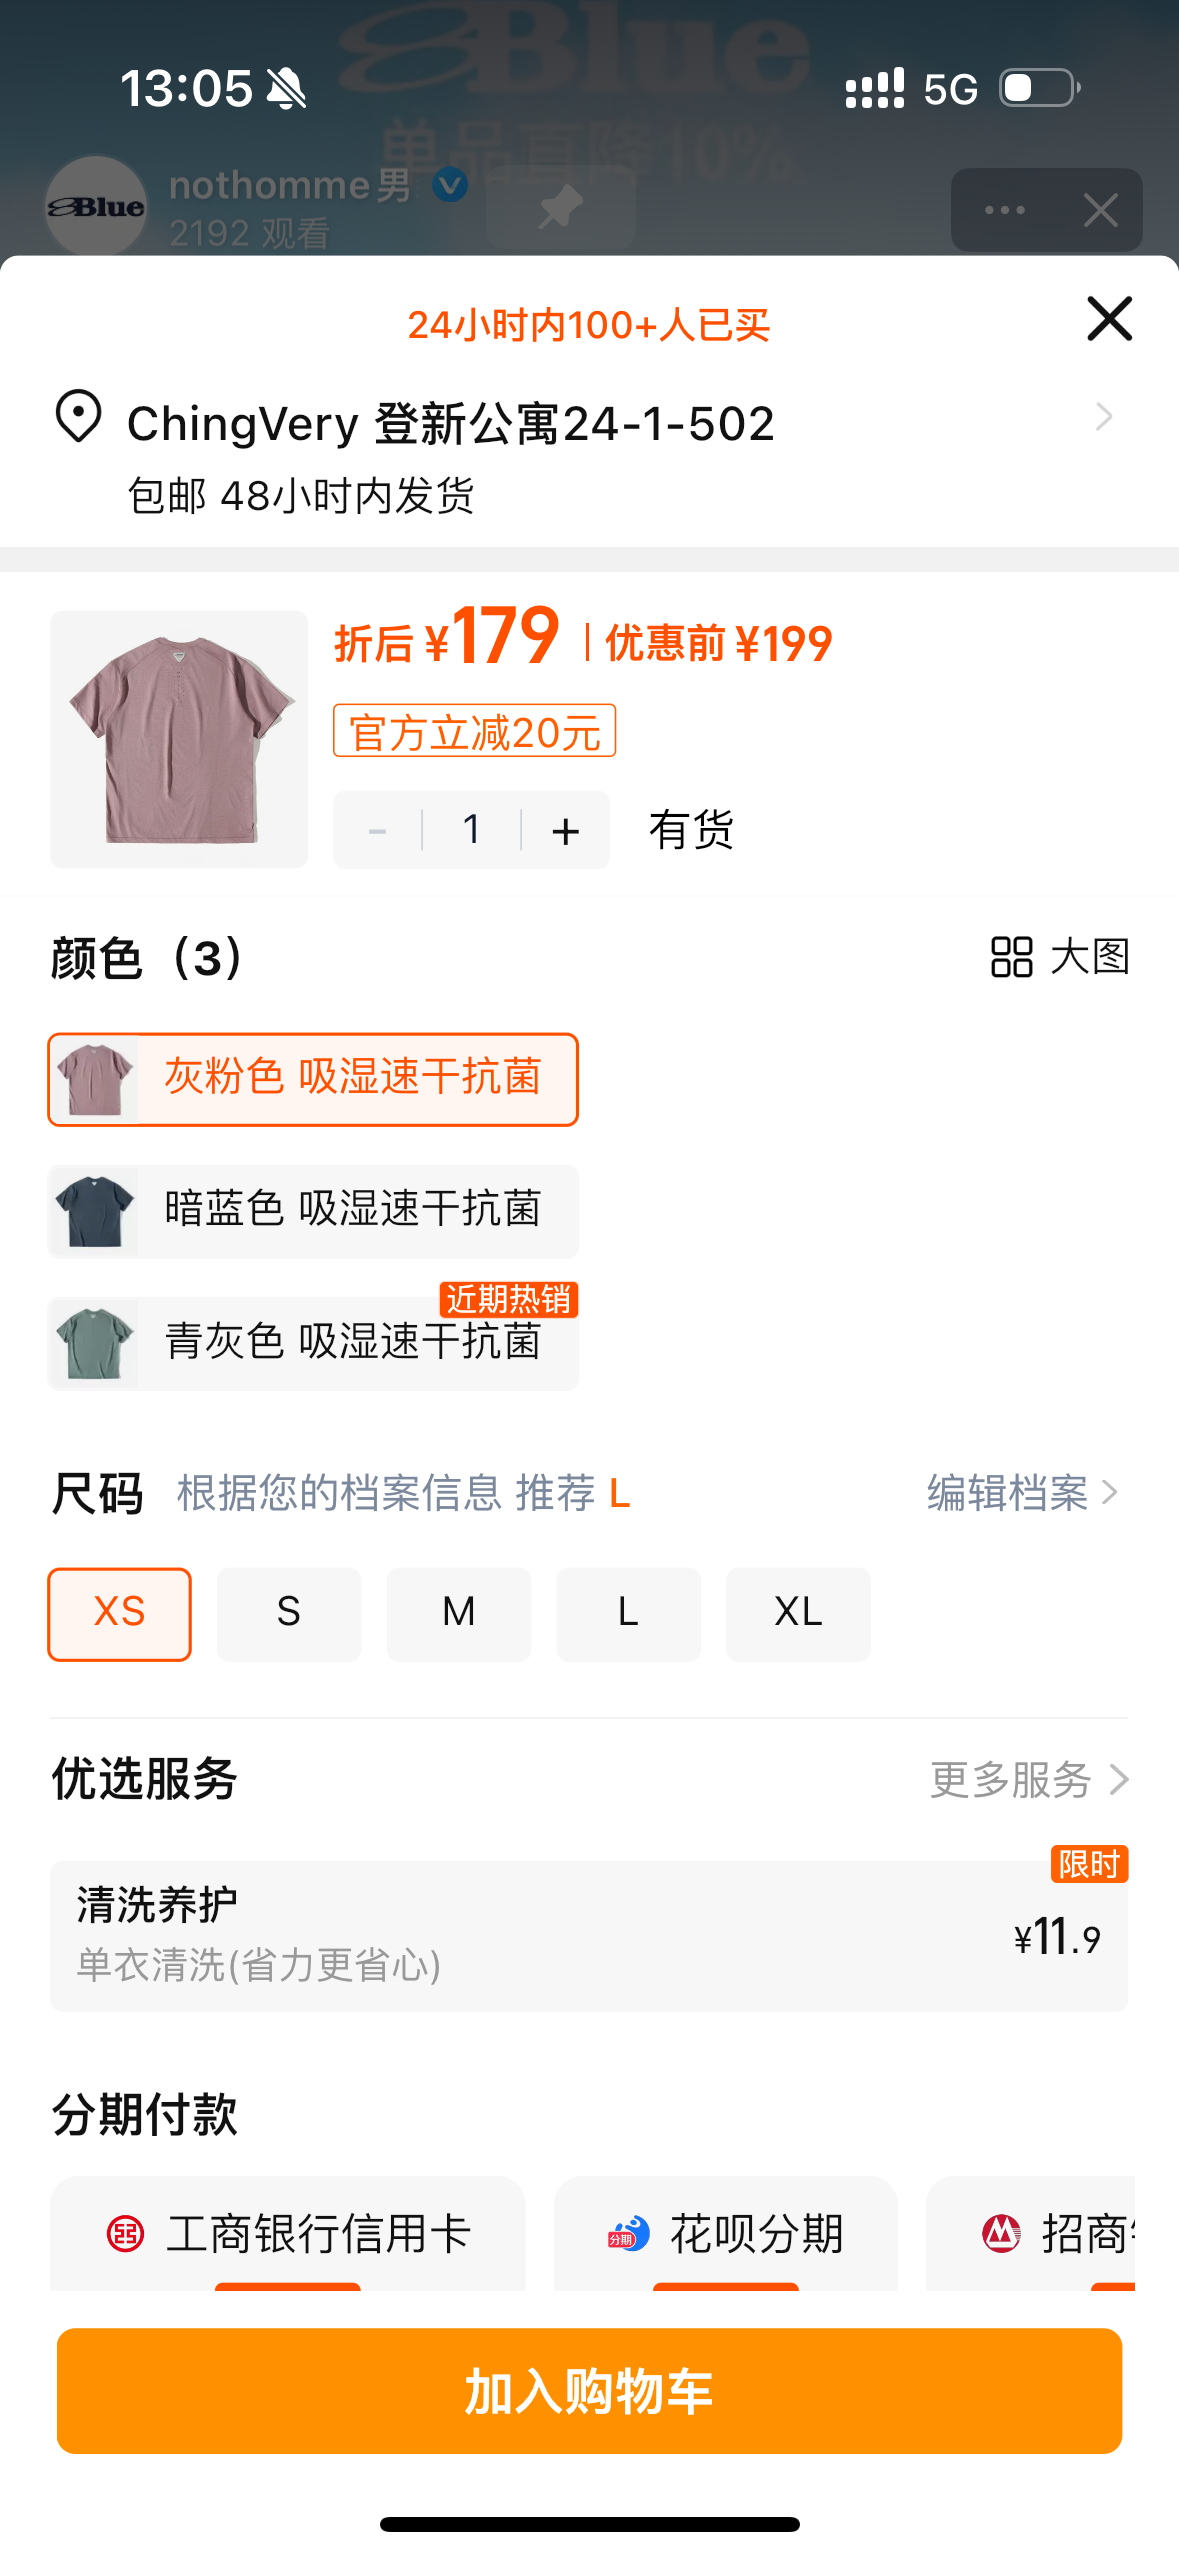 Blue
单品直降10%
13:05
5G
Blue
nothomme男
2192 观看
24小时内100+人已买
ChingVery 登新公寓24-1-502
包邮 48小时内发货
折后 ¥179 | 优惠前 ¥199
官方立减20元
- 1 + 有货
颜色（3）
大图
灰粉色 吸湿速干抗菌
暗蓝色 吸湿速干抗菌
近期热销
青灰色 吸湿速干抗菌
尺码 根据您的档案信息 推荐 L 编辑档案
XS S M L XL
优选服务 更多服务
限时
清洗养护
单衣清洗(省力更省心)
¥11.9
分期付款
工商银行信用卡
分期 花呗分期
招商
加入购物车